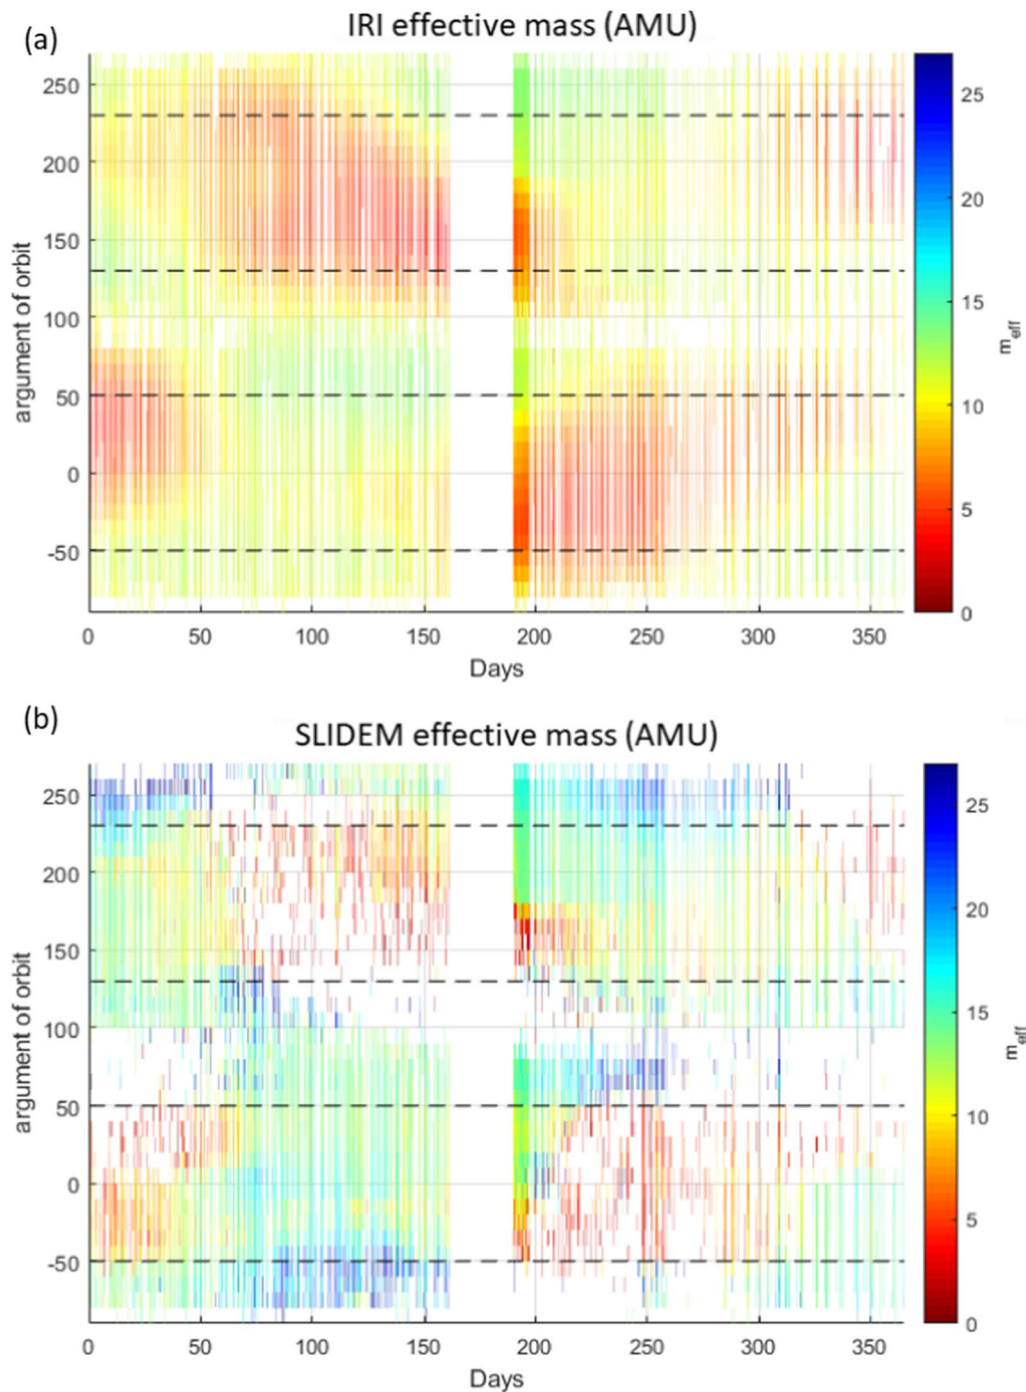 (a)
IRI effective mass (AMU)
250
200
150
100
50
0
-50
argument of orbit
0 50 100 150 200 250 300 350
Days
25
20
15
10
5
0
m_eff
(b)
SLIDEM effective mass (AMU)
250
200
150
100
50
0
-50
argument of orbit
0 50 100 150 200 250 300 350
Days
25
20
15
10
5
0
m_eff